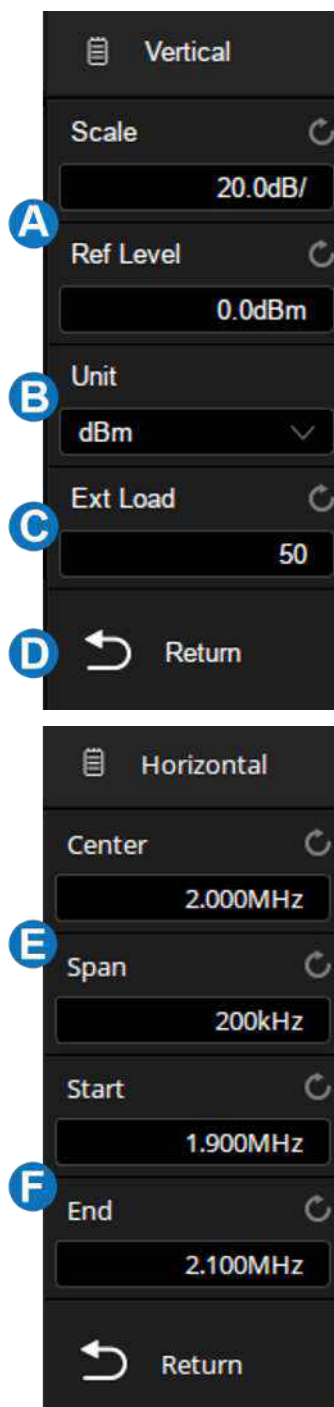 Vertical
Scale
20.0dB/
A
Ref Level
0.0dBm
Unit
B
dBm
Ext Load
C
50
D
Return
Horizontal
Center
2.000MHz
E
Span
200kHz
Start
1.900MHz
F
End
2.100MHz
Return